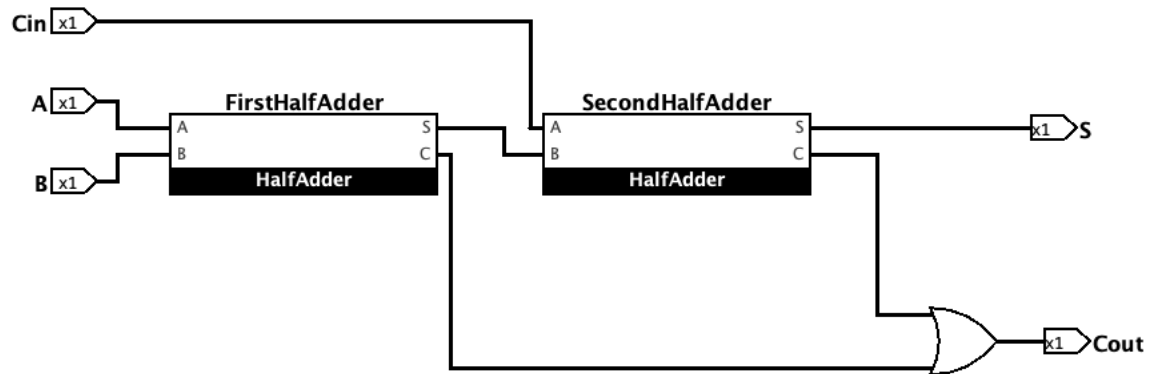 Cin x1
A x1
B x1
FirstHalfAdder
A S
B C
HalfAdder
SecondHalfAdder
A S
B C
HalfAdder
x1 S
x1 Cout